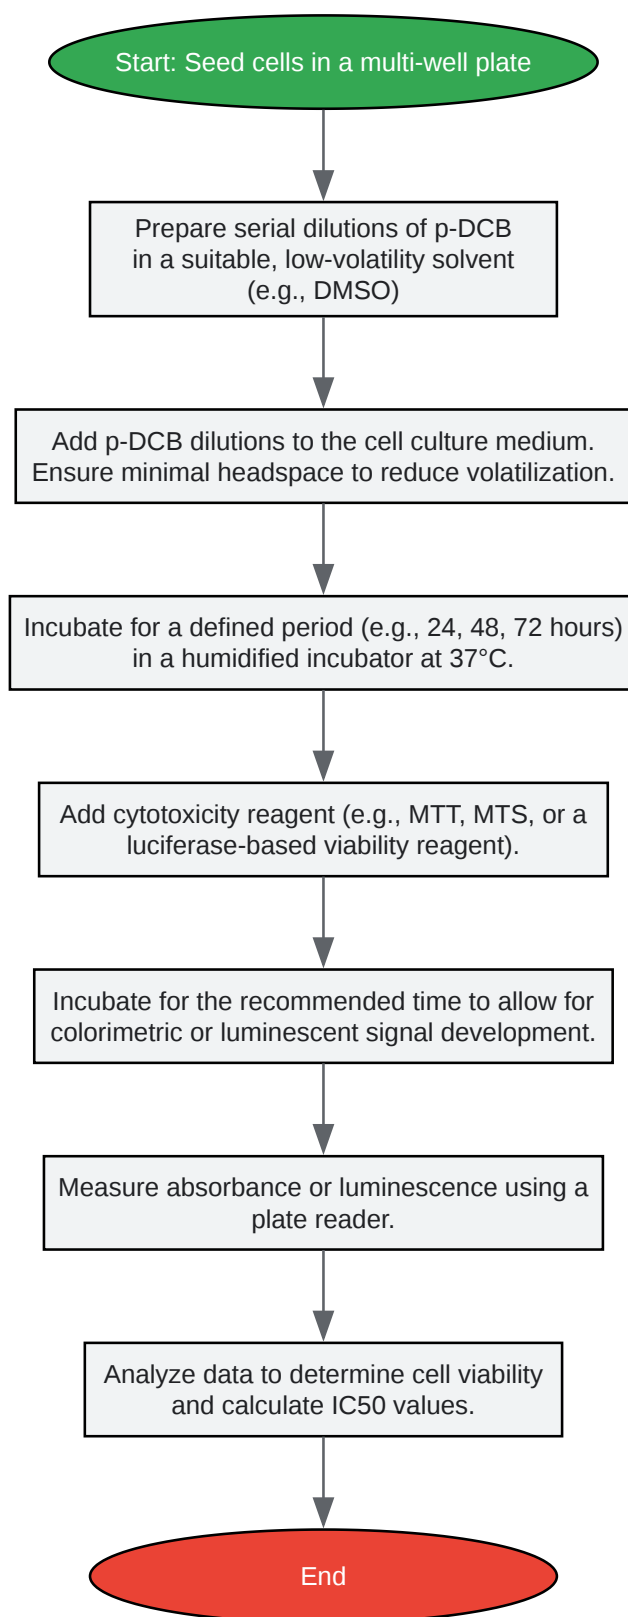 Start: Seed cells in a multi-well plate
Prepare serial dilutions of p-DCB
in a suitable, low-volatility solvent
(e.g., DMSO)
Add p-DCB dilutions to the cell culture medium.
Ensure minimal headspace to reduce volatilization.
Incubate for a defined period (e.g., 24, 48, 72 hours)
in a humidified incubator at 37°C.
Add cytotoxicity reagent (e.g., MTT, MTS, or a
luciferase-based viability reagent).
Incubate for the recommended time to allow for
colorimetric or luminescent signal development.
Measure absorbance or luminescence using a
plate reader.
Analyze data to determine cell viability
and calculate IC50 values.
End